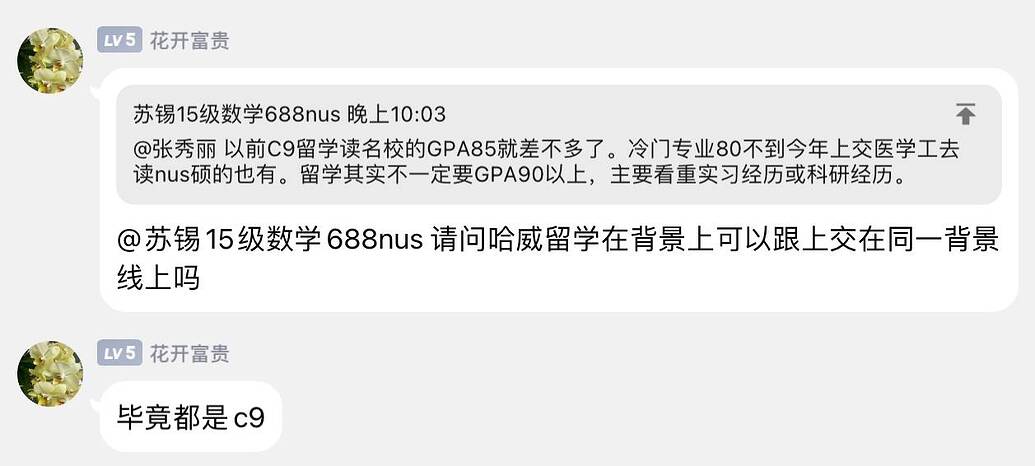 LV5 花开富贵
苏锡15级数学688nus 晚上10:03
@张秀丽 以前C9留学读名校的GPA85就差不多了。冷门专业80不到今年上交医学工去
读nus硕的也有。留学其实不一定要GPA90以上，主要看重实习经历或科研经历。
@苏锡15级数学688nus 请问哈威留学在背景上可以跟上交在同一背景
线上吗
LV5 花开富贵
毕竟都是c9